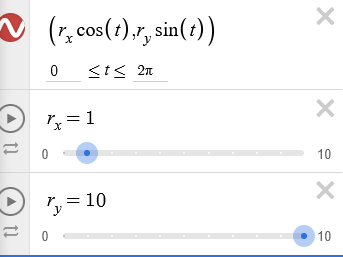 (r_x cos(t),r_y sin(t))
0 ≤ t ≤ 2π
r_x = 1
0 10
r_y = 10
0 10